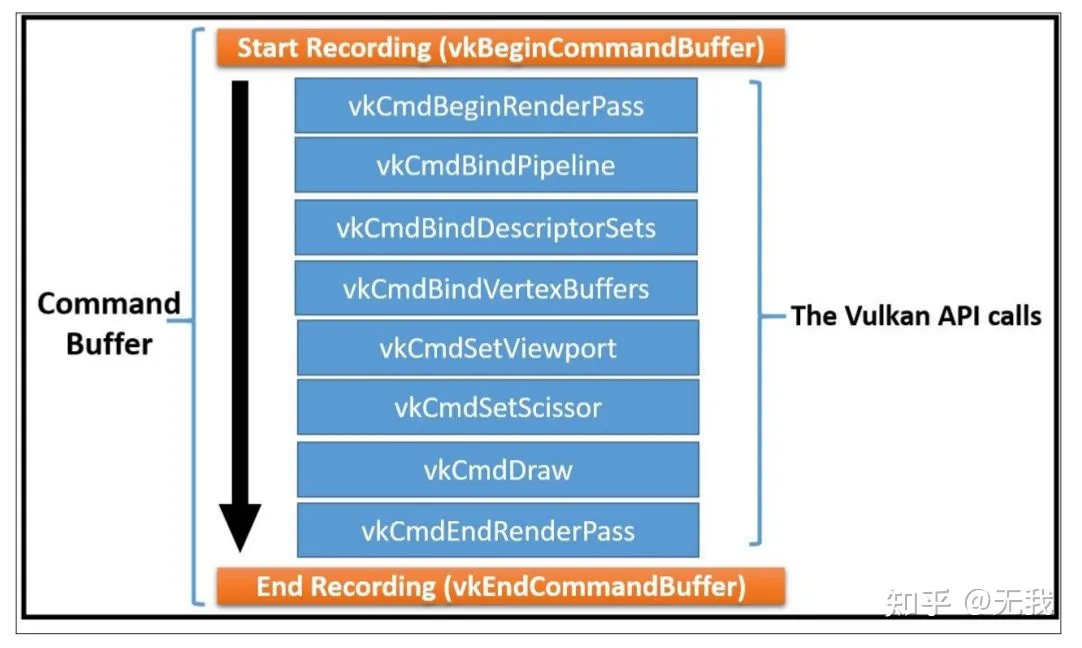 Start Recording (vkBeginCommandBuffer)
vkCmdBeginRenderPass
vkCmdBindPipeline
vkCmdBindDescriptorSets
vkCmdBindVertexBuffers
Command
Buffer
The Vulkan API calls
vkCmdSetViewport
vkCmdSetScissor
vkCmdDraw
vkCmdEndRenderPass
End Recording (vkEndCommandBuffer)
知乎 @无我